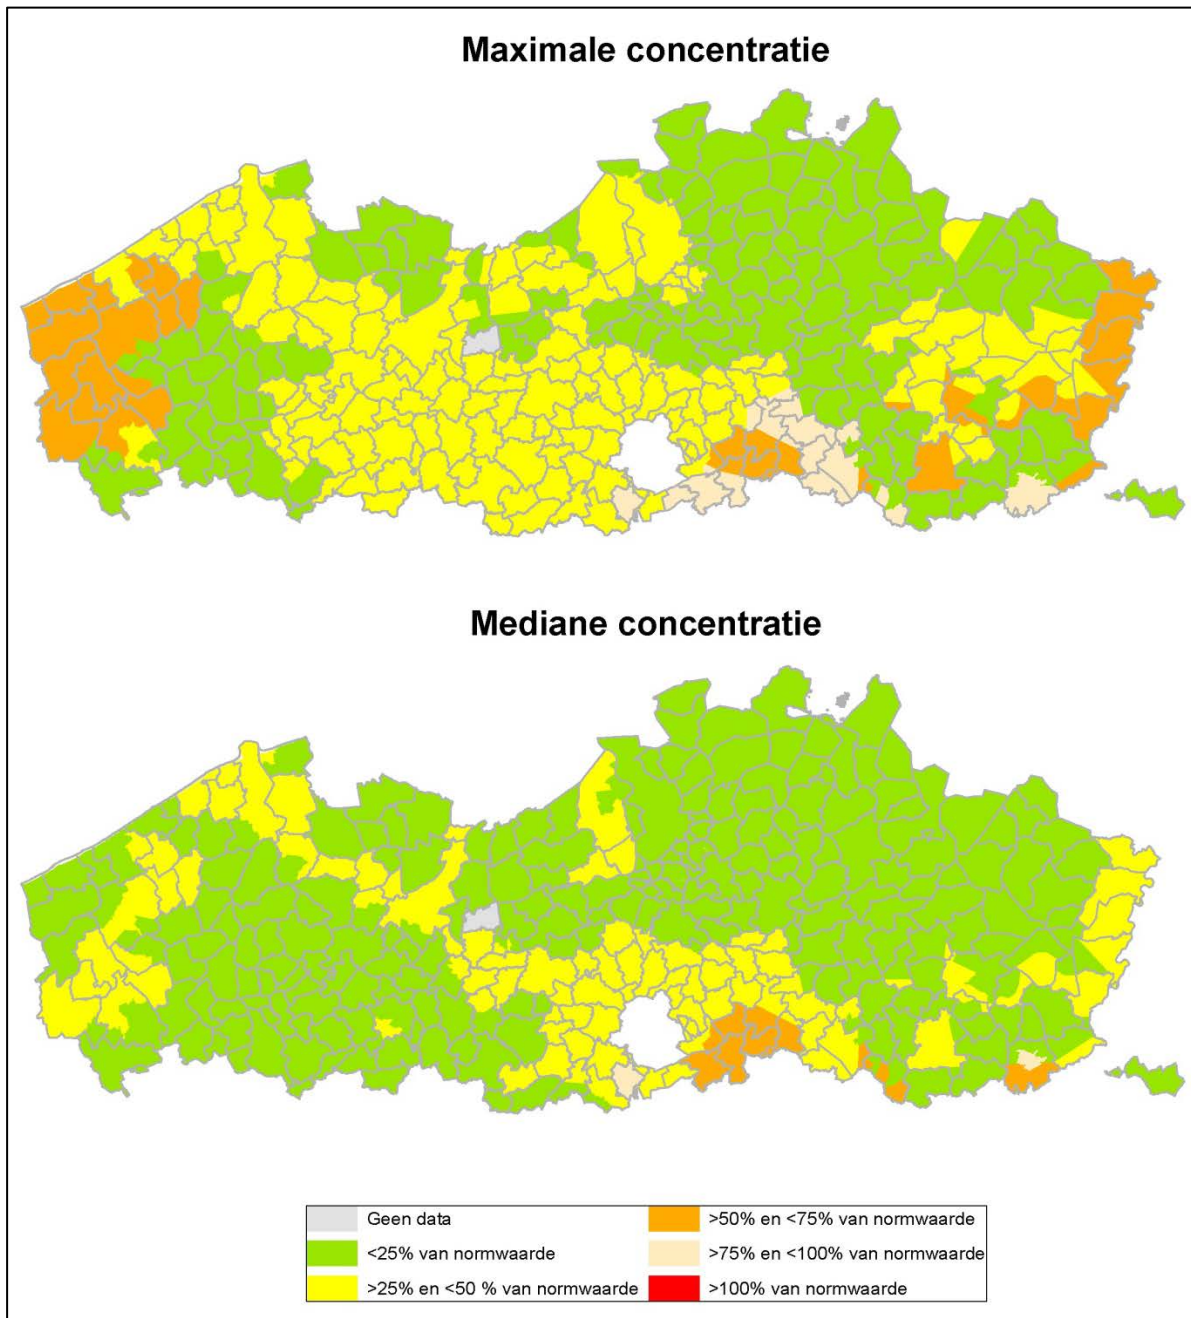 Maximale concentratie
Mediane concentratie
Geen data
<25% van normwaarde
>25% en <50 % van normwaarde
>50% en <75% van normwaarde
>75% en <100% van normwaarde
>100% van normwaarde